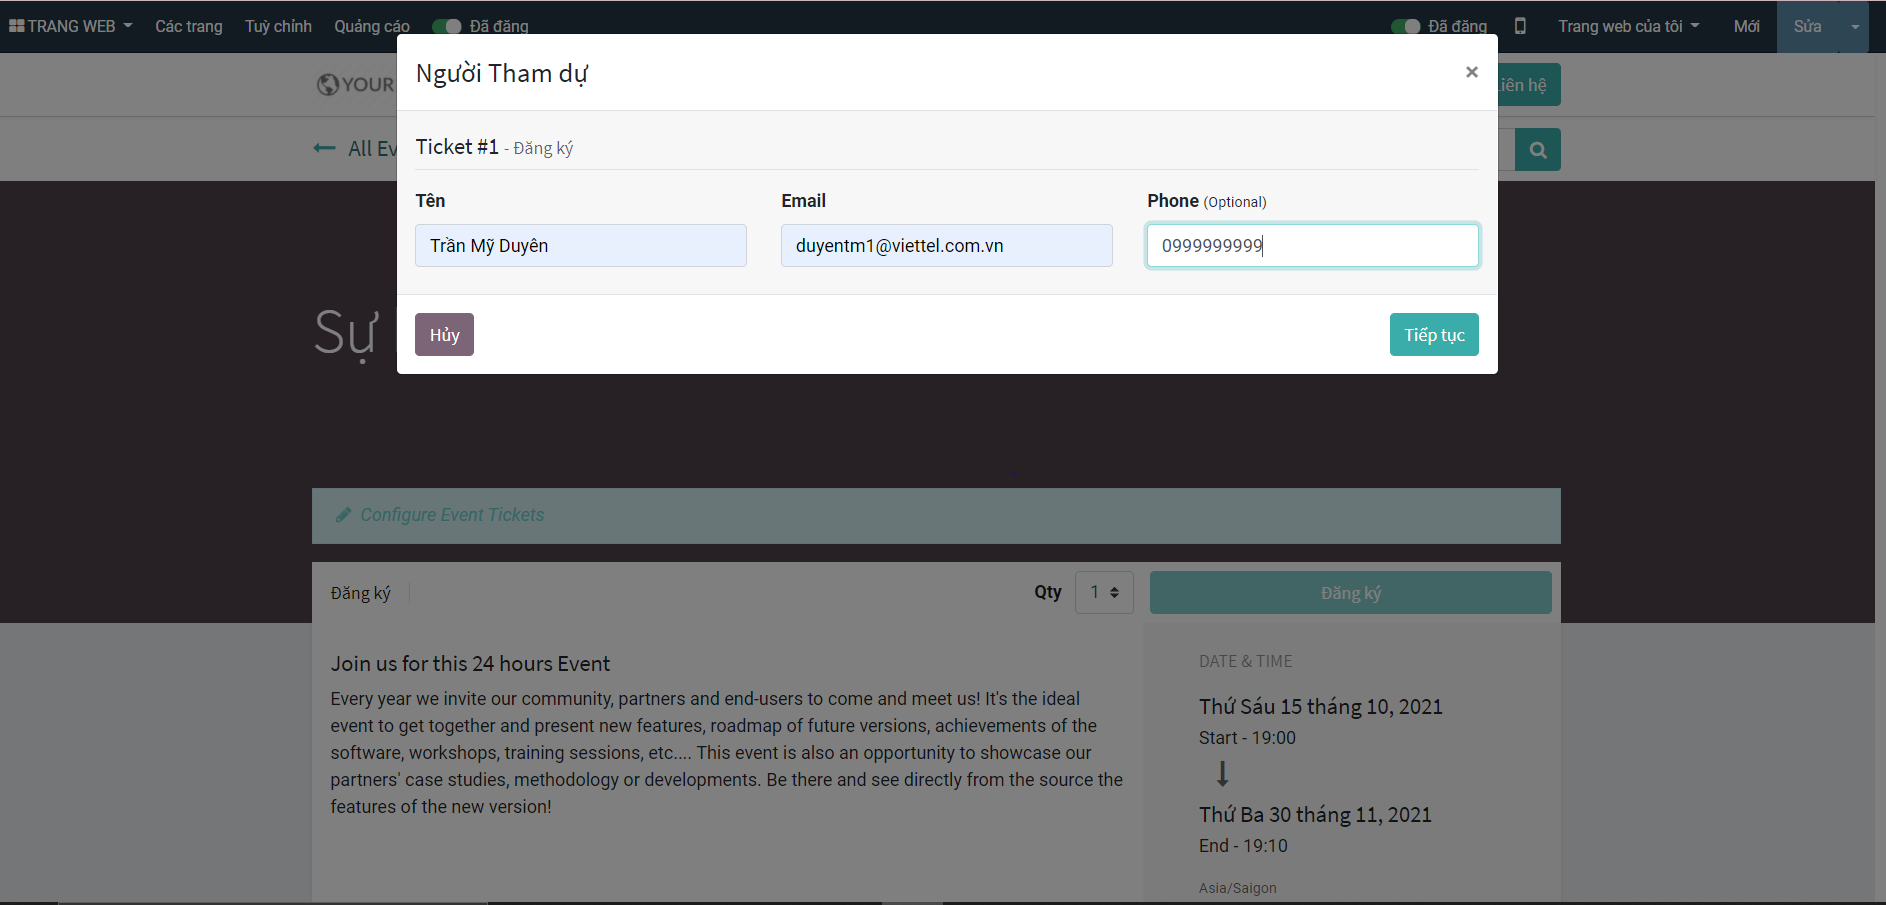 TRANG WEB Các trang Tuỳ chỉnh Quảng cáo Đã đăng Đã đăng Trang web của tôi Mới Sửa
Người Tham dự ×
YOUR Liên hệ
Ticket #1 - Đăng ký
All Ev
Tên Email Phone (Optional)
Trần Mỹ Duyên duyentm1@viettel.com.vn 0999999999
Sự
Hủy Tiếp tục
Configure Event Tickets
Đăng ký Qty 1 Đăng ký
Join us for this 24 hours Event
Every year we invite our community, partners and end-users to come and meet us! It's the ideal
event to get together and present new features, roadmap of future versions, achievements of the
software, workshops, training sessions, etc.... This event is also an opportunity to showcase our
partners' case studies, methodology or developments. Be there and see directly from the source the
features of the new version!
DATE & TIME
Thứ Sáu 15 tháng 10, 2021
Start - 19:00
Thứ Ba 30 tháng 11, 2021
End - 19:10
Asia/Saigon